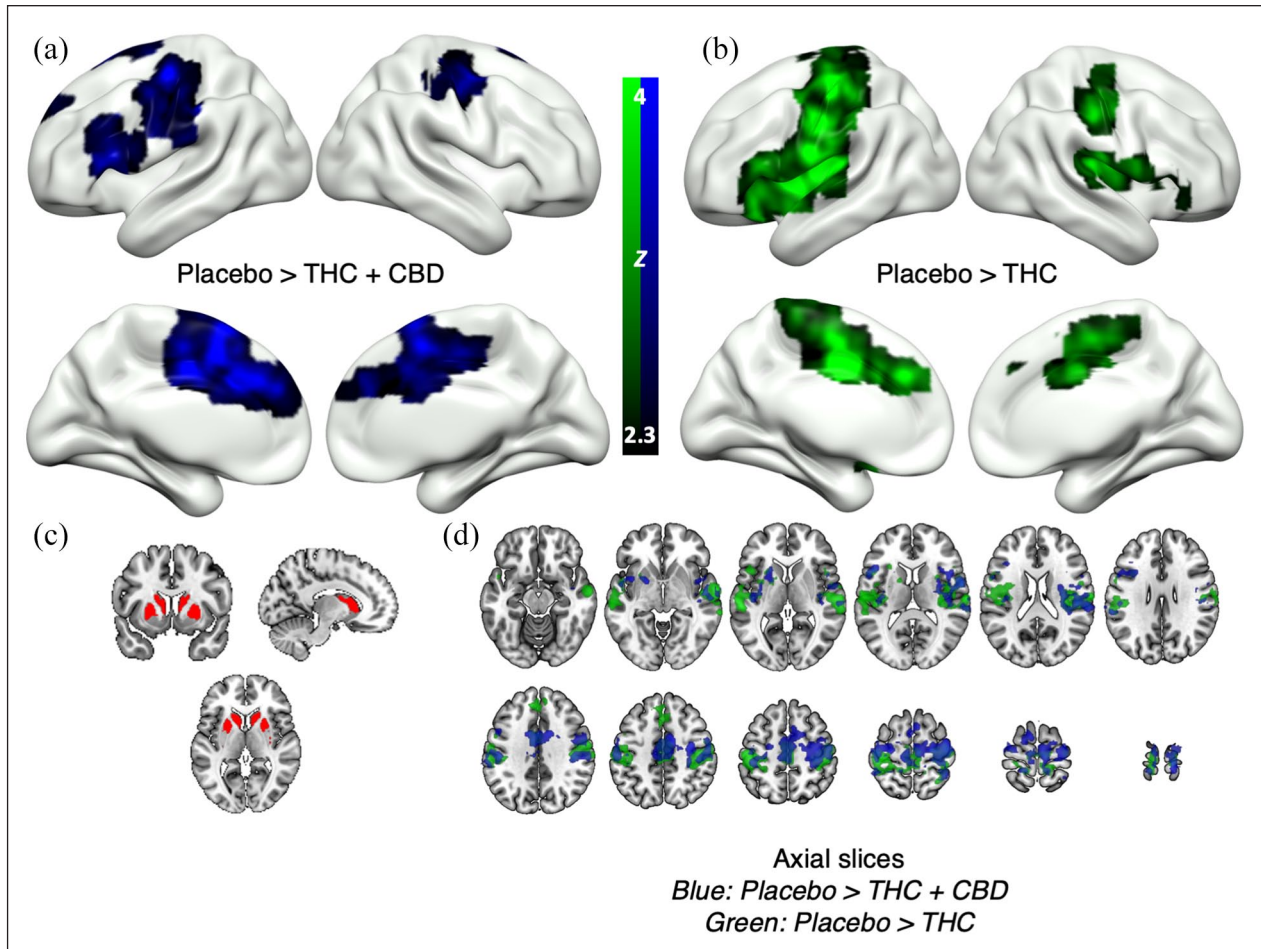 (a)
(b)
4
Z
2.3
Placebo > THC + CBD
Placebo > THC
(c)
(d)
Axial slices
Blue: Placebo > THC + CBD
Green: Placebo > THC